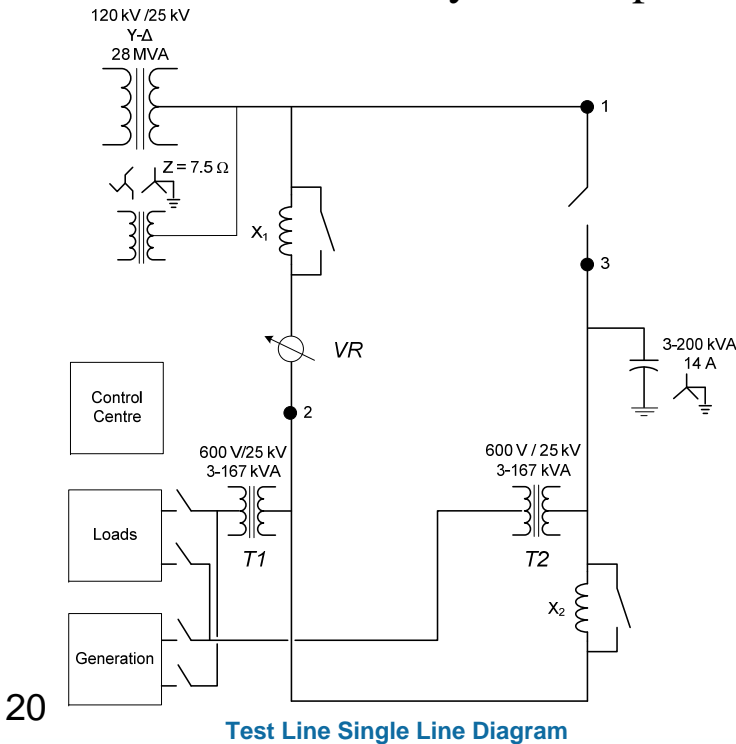 120 kV /25 kV
Y-Δ
28 MVA
1
Z = 7.5 Ω
X₁
3
VR
3-200 kVA
14 A
Control
Centre
2
600 V/25 kV
3-167 kVA
600 V / 25 kV
3-167 kVA
Loads
T1
T2
X₂
Generation
20
Test Line Single Line Diagram